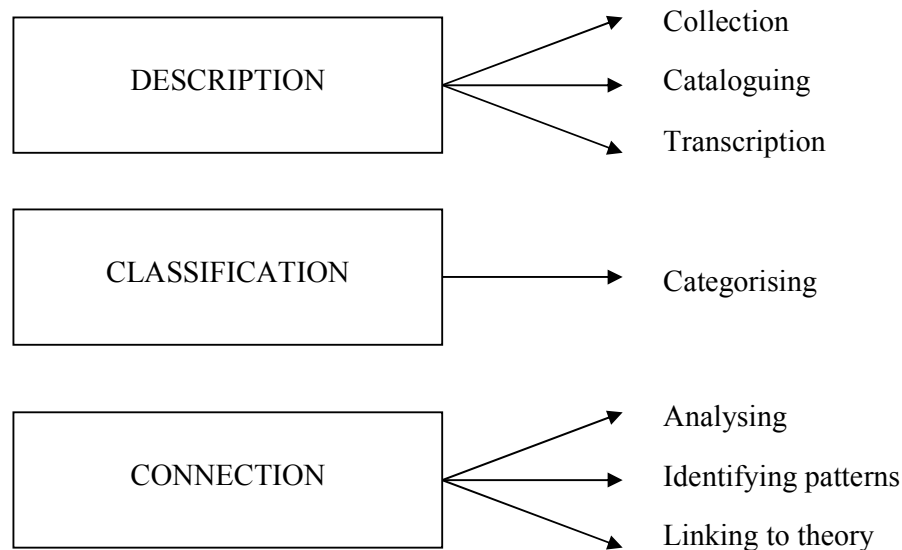 DESCRIPTION
Collection
Cataloguing
Transcription
CLASSIFICATION
Categorising
CONNECTION
Analysing
Identifying patterns
Linking to theory